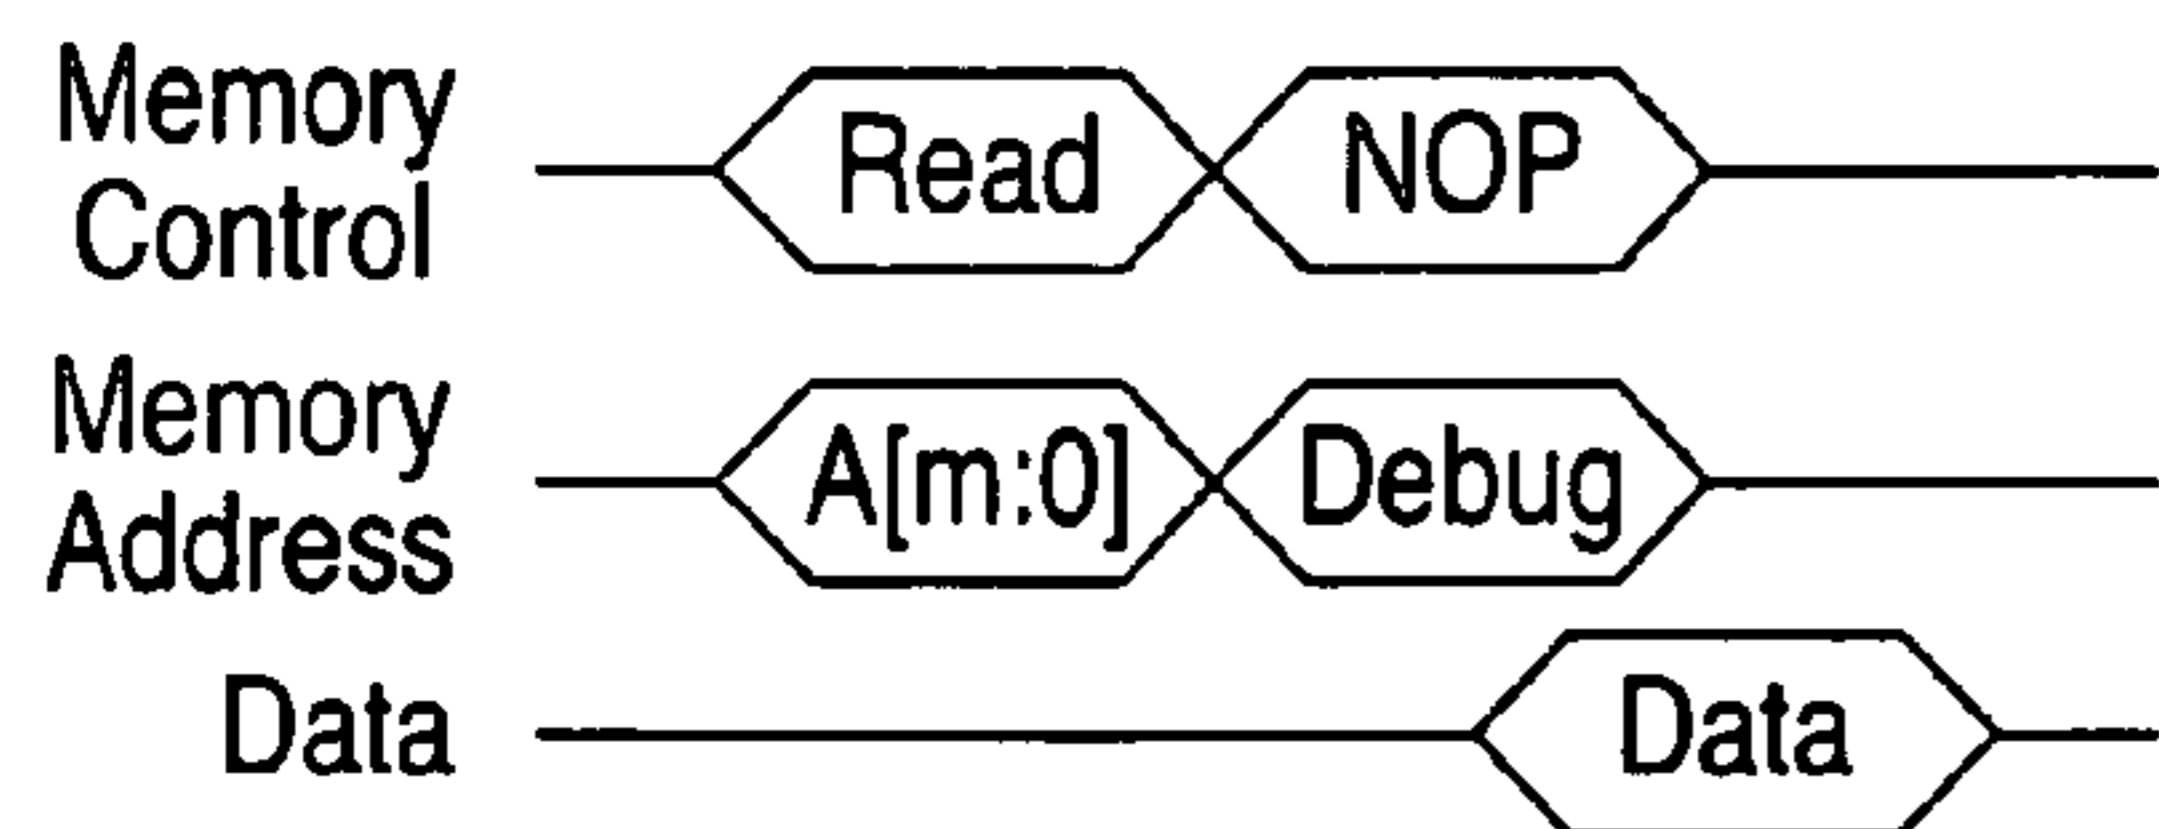 Memory
Control
Read
NOP
Memory
Address
A[m:0]
Debug
Data
Data